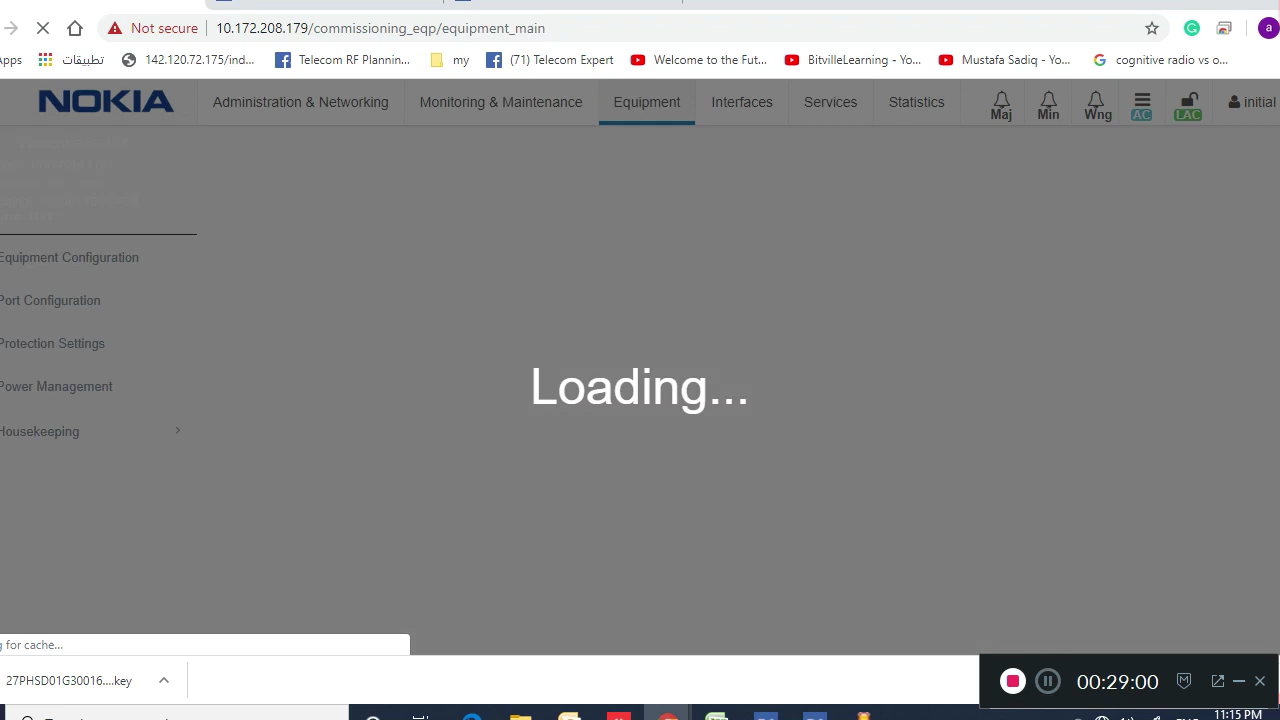 Not secure 10.172.208.179/commissioning_eqp/equipment_main a
Apps تطبيقات 142.120.72.175/ind... Telecom RF Plannin... my (71) Telecom Expert Welcome to the Fut... BitvilleLearning - Yo... Mustafa Sadiq - Yo... cognitive radio vs o...
NOKIA Administration & Networking Monitoring & Maintenance Equipment Interfaces Services Statistics Maj Min Wng AC LAC initial
Equipment Configuration
Port Configuration
Protection Settings
Power Management
Housekeeping
Loading...
g for cache...
27PHSD01G30016....key
00:29:00
11:15 PM